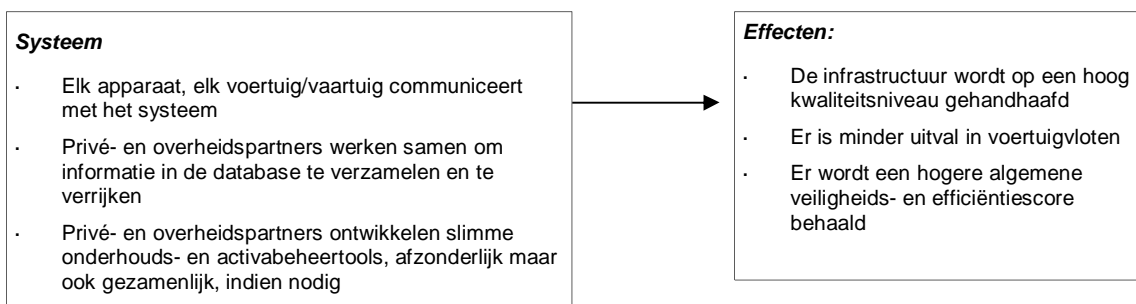 Systeem
· Elk apparaat, elk voertuig/vaartuig communiceert
met het systeem
· Privé- en overheidspartners werken samen om
informatie in de database te verzamelen en te
verrijken
· Privé- en overheidspartners ontwikkelen slimme
onderhouds- en activabeheertools, afzonderlijk maar
ook gezamenlijk, indien nodig
Effecten:
· De infrastructuur wordt op een hoog
kwaliteitsniveau gehandhaafd
· Er is minder uitval in voertuigvloten
· Er wordt een hogere algemene
veiligheids- en efficiëntiescore
behaald